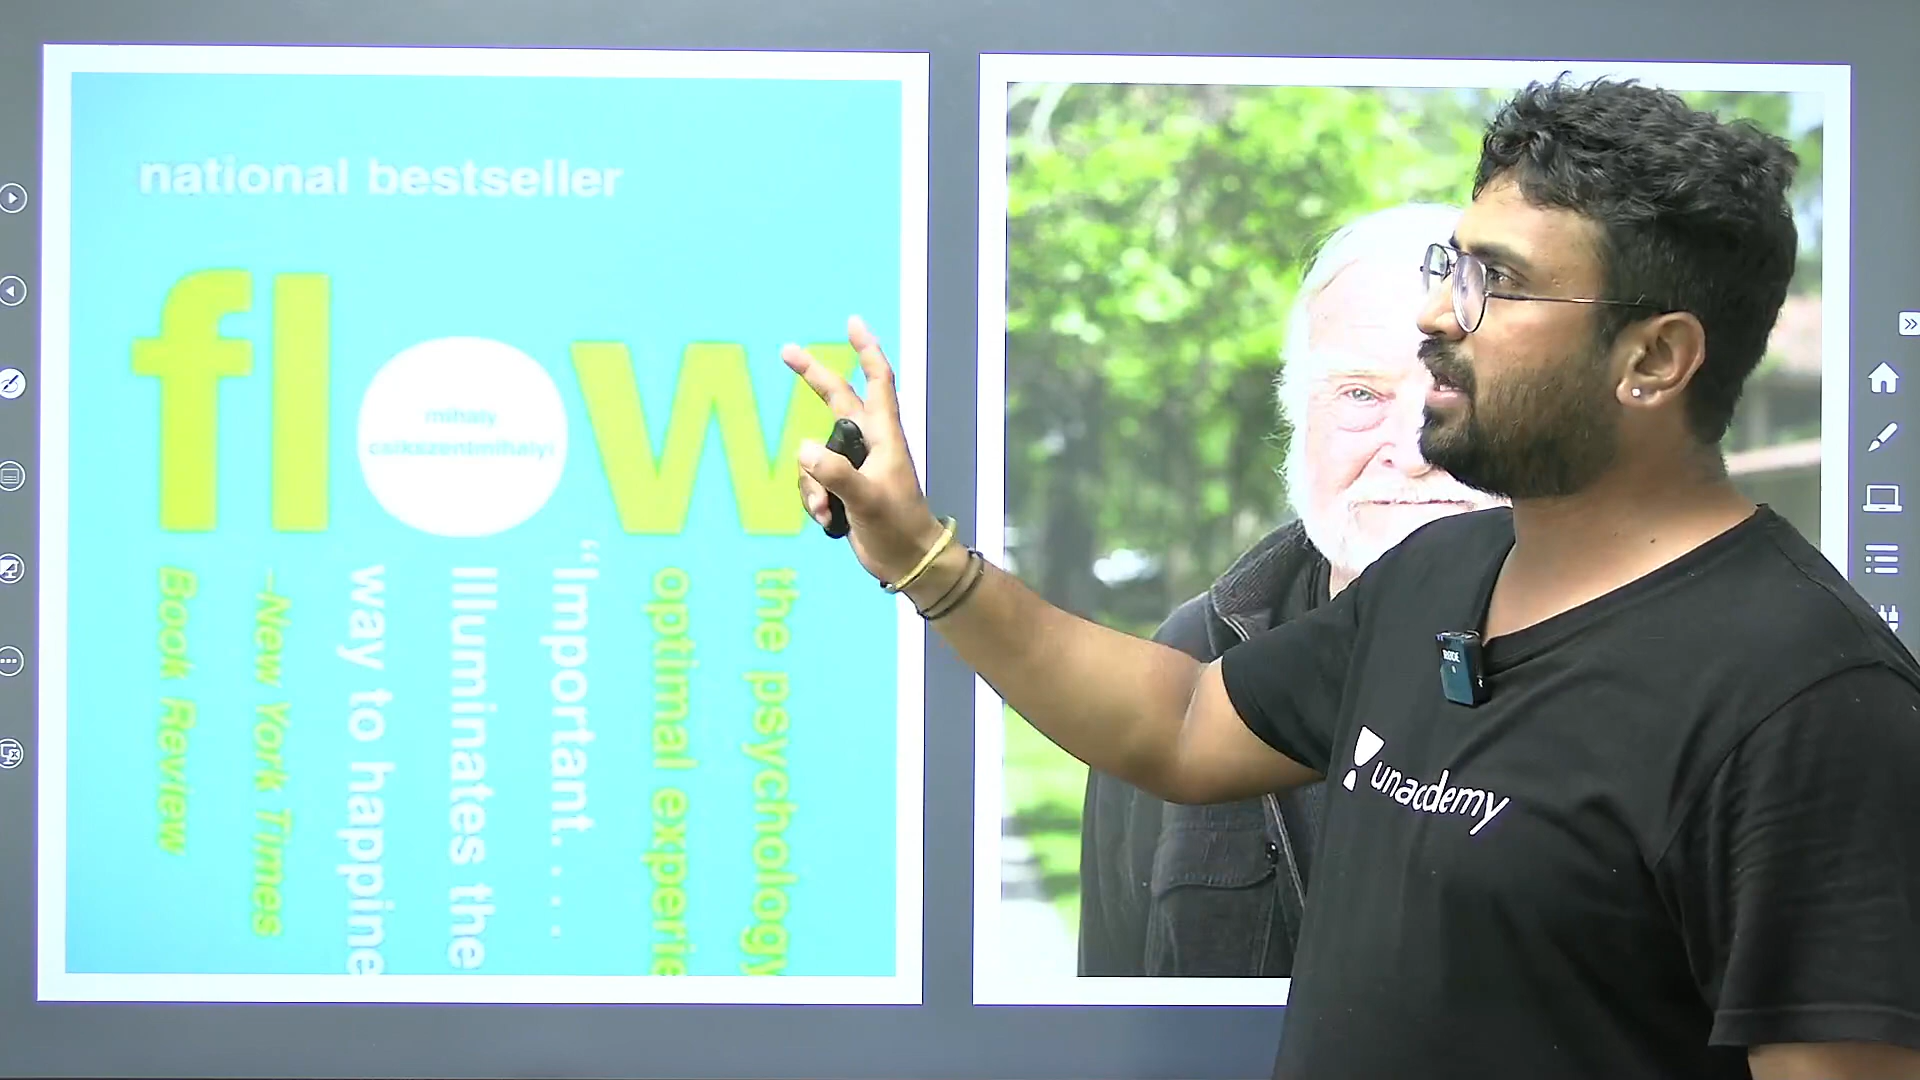 national bestseller
flow
mihaly
csikszentmihalyi
the psychology
optimal experie
"Important. . . .
Illuminates the
way to happine
—New York Times
Book Review
RØDE
unacademy